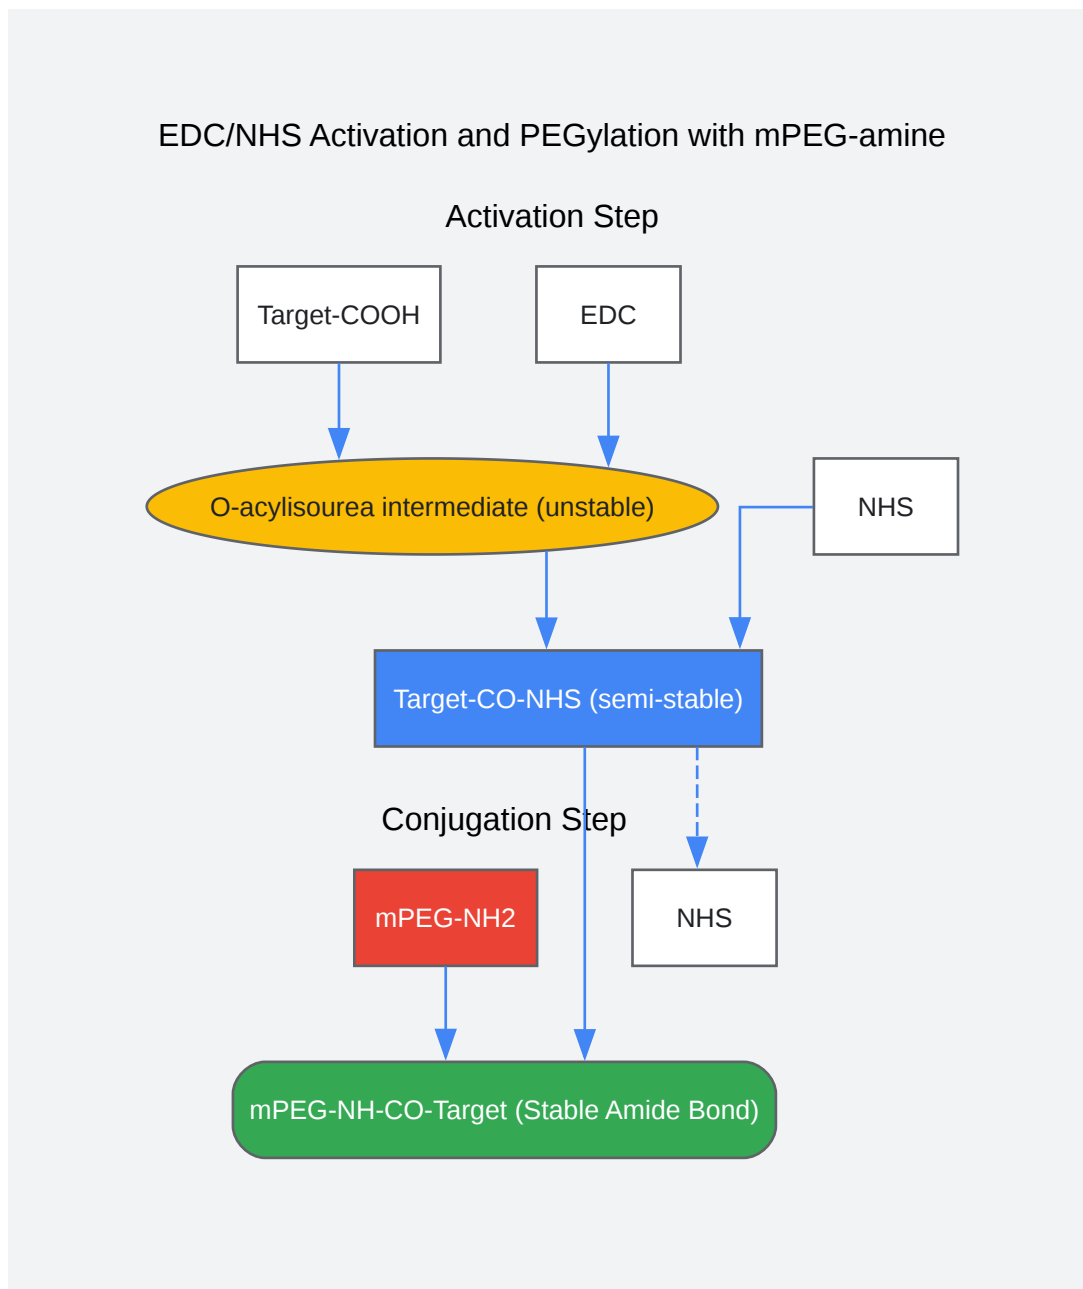 EDC/NHS Activation and PEGylation with mPEG-amine
Activation Step
Target-COOH
EDC
O-acylisourea intermediate (unstable)
NHS
Target-CO-NHS (semi-stable)
Conjugation Step
mPEG-NH2
NHS
mPEG-NH-CO-Target (Stable Amide Bond)